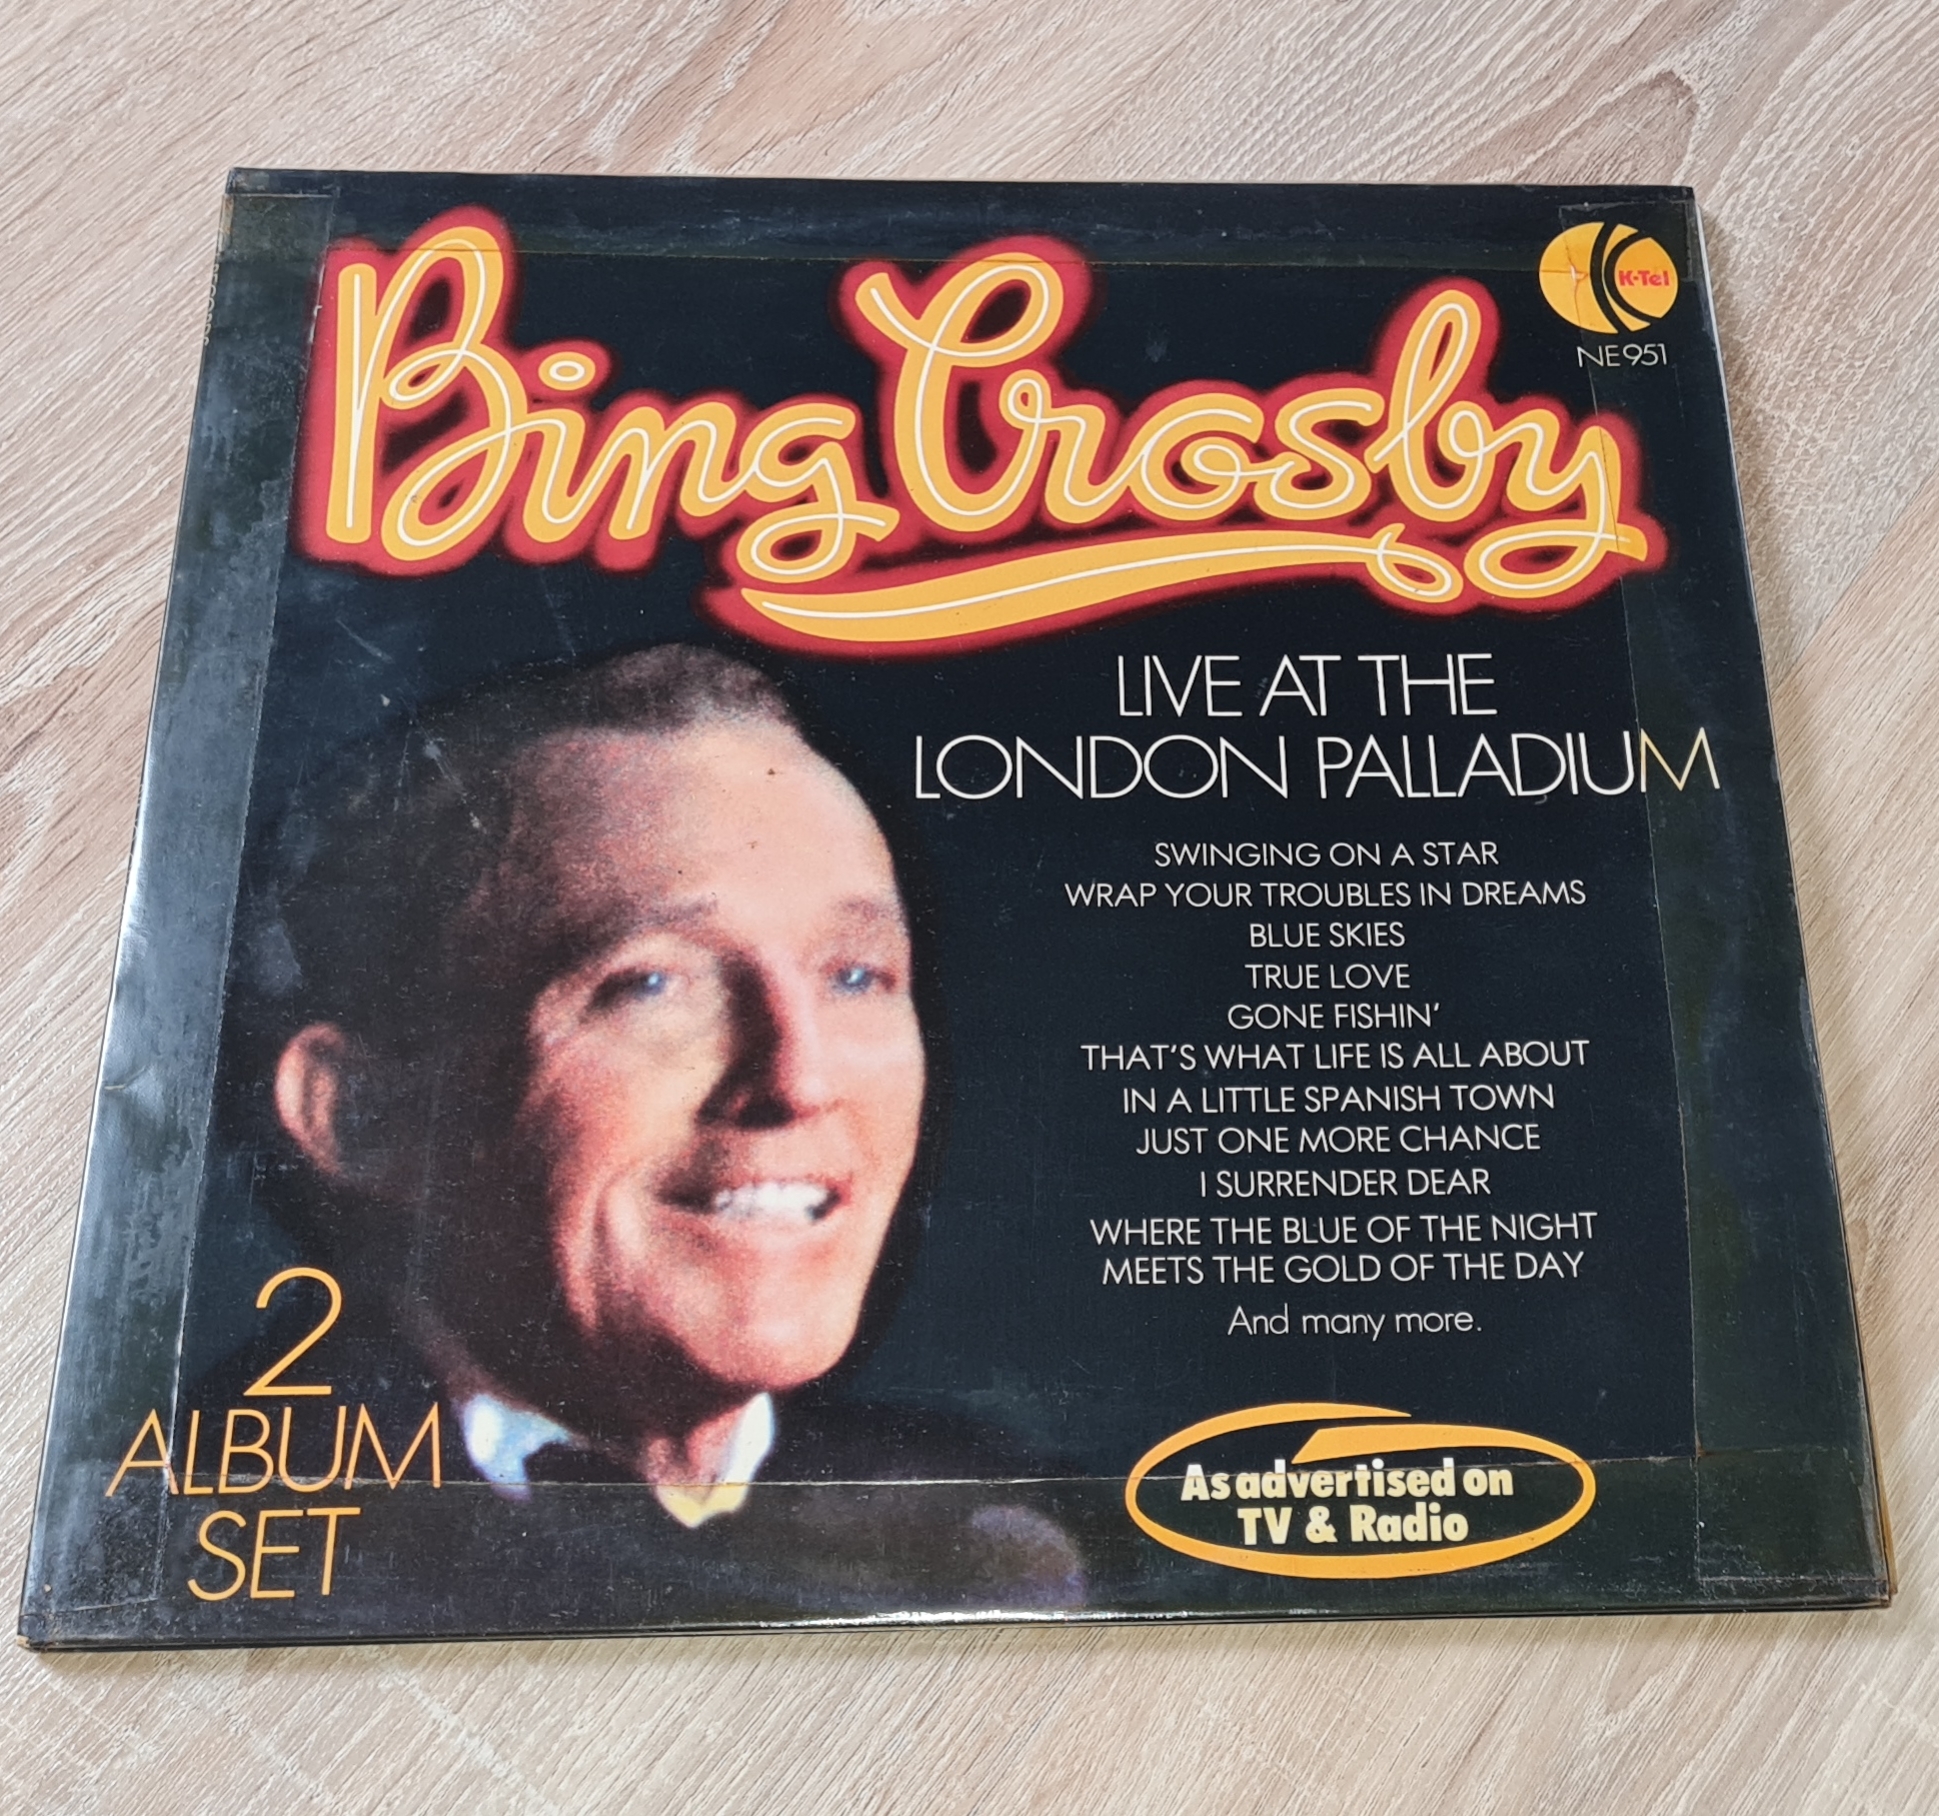 Bing Crosby
K-Tel
NE951
LIVE AT THE
LONDON PALLADIUM
SWINGING ON A STAR
WRAP YOUR TROUBLES IN DREAMS
BLUE SKIES
TRUE LOVE
GONE FISHIN'
THAT'S WHAT LIFE IS ALL ABOUT
IN A LITTLE SPANISH TOWN
JUST ONE MORE CHANCE
I SURRENDER DEAR
WHERE THE BLUE OF THE NIGHT
MEETS THE GOLD OF THE DAY
And many more.
2
ALBUM
SET
As advertised on
TV & Radio